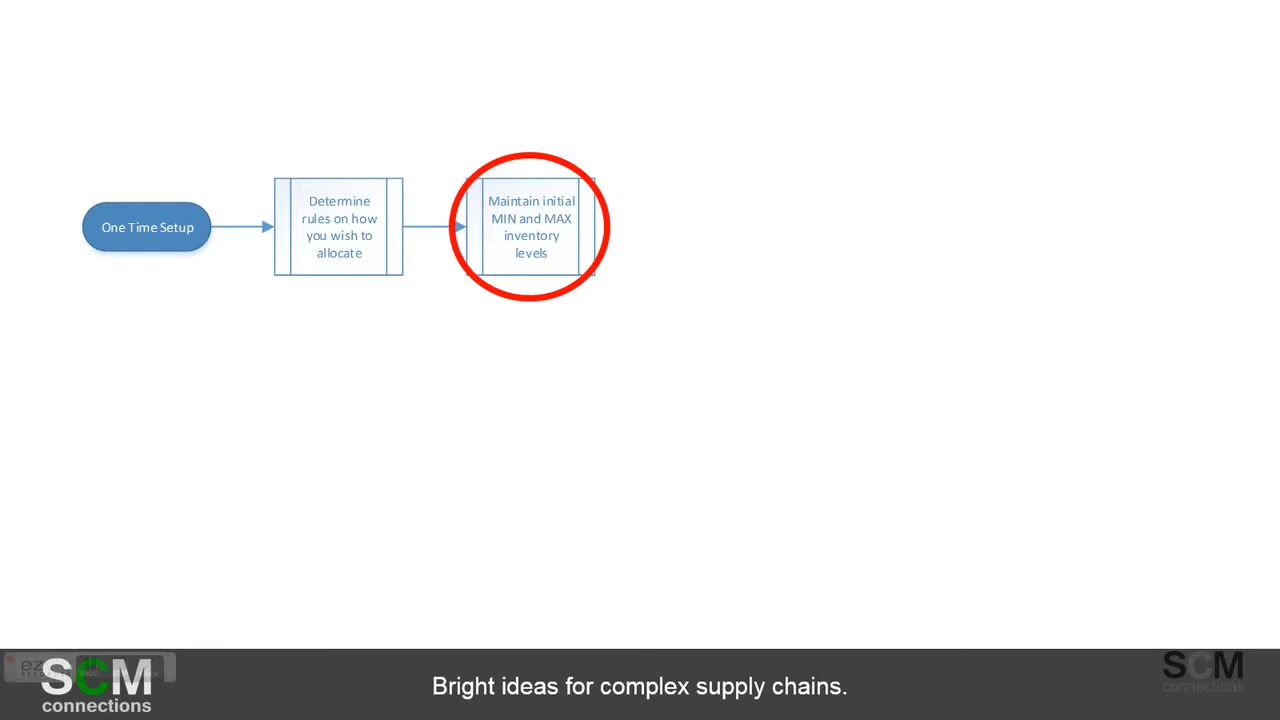 One Time Setup
Determine
rules on how
you wish to
allocate
Maintain initial
MIN and MAX
inventory
levels
SCM
connections
Bright ideas for complex supply chains.
SCM
connections